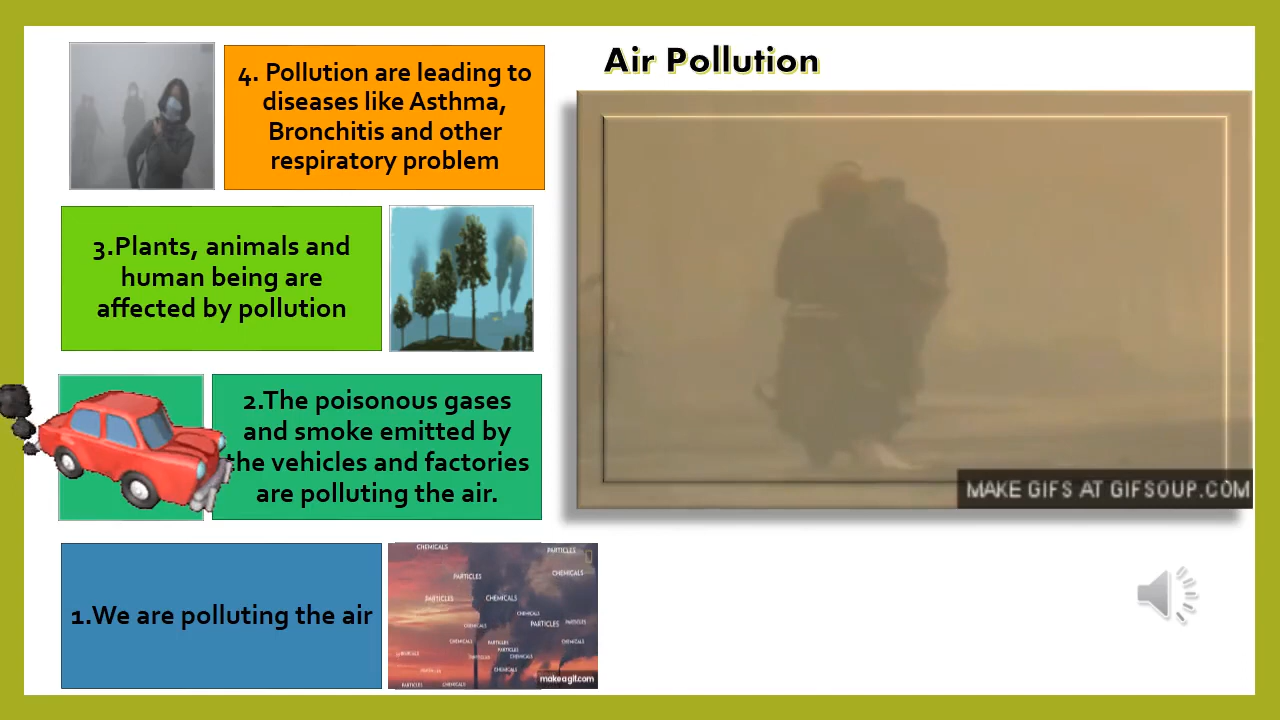 Air Pollution
4. Pollution are leading to
diseases like Asthma,
Bronchitis and other
respiratory problem
3.Plants, animals and
human being are
affected by pollution
2.The poisonous gases
and smoke emitted by
the vehicles and factories
are polluting the air.
1.We are polluting the air
MAKE GIFS AT GIFSOUP.COM
CHEMICALS
PARTICLES
CHEMICALS
PARTICLES
PARTICLES
CHEMICALS
CHEMICALS
PARTICLES
PARTICLES
CHEMICALS
CHEMICALS
PARTICLES
CHEMICALS
PARTICLES
CHEMICALS
PARTICLES
CHEMICALS
PARTICLES
CHEMICALS
makeagif.com